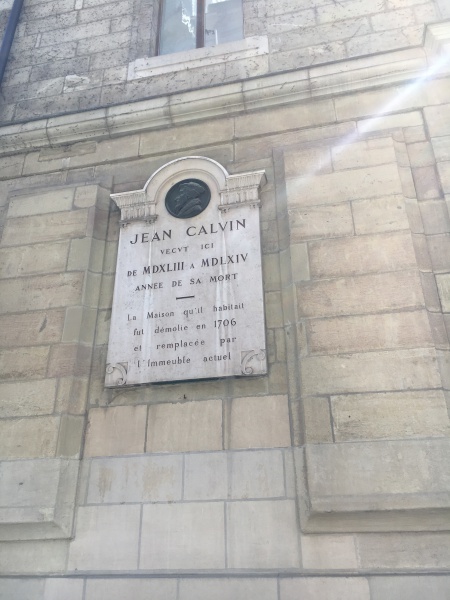 JEAN CALVIN
VECVT ICI
DE MDXLIII A MDLXIV
ANNEE DE SA MORT
La Maison qu'il habitait
fut démolie en 1706
et remplacée par
l'immeuble actuel